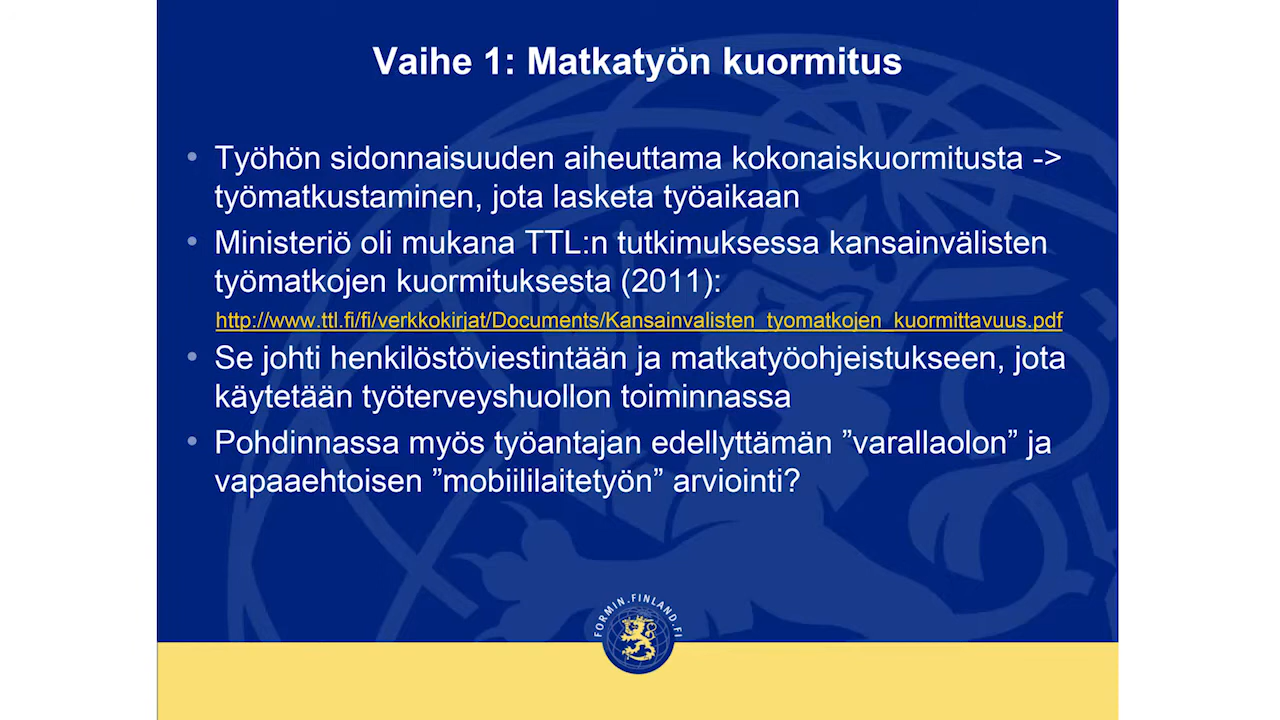 Vaihe 1: Matkatyön kuormitus
• Työhön sidonnaisuuden aiheuttama kokonaiskuormitusta ->
työmatkustaminen, jota lasketa työaikaan
• Ministeriö oli mukana TTL:n tutkimuksessa kansainvälisten
työmatkojen kuormituksesta (2011):
http://www.ttl.fi/fi/verkkokirjat/Documents/Kansainvalisten_tyomatkojen_kuormittavuus.pdf
• Se johti henkilöstöviestintään ja matkatyöohjeistukseen, jota
käytetään työterveyshuollon toiminnassa
• Pohdinnassa myös työantajan edellyttämän ”varallaolon” ja
vapaaehtoisen ”mobiililaitetyön” arviointi?
FORMIN.FINLAND.FI